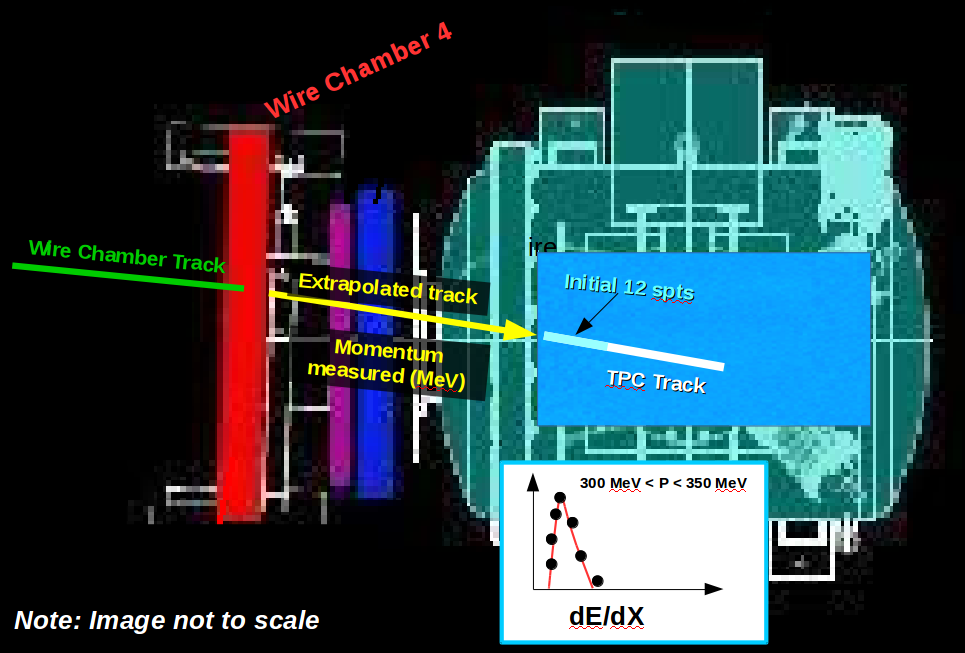 Wire Chamber 4
Wire Chamber Track
ire
Extrapolated track
Initial 12 spts
Momentum
measured (MeV)
TPC Track
300 MeV < P < 350 MeV
dE/dX
Note: Image not to scale